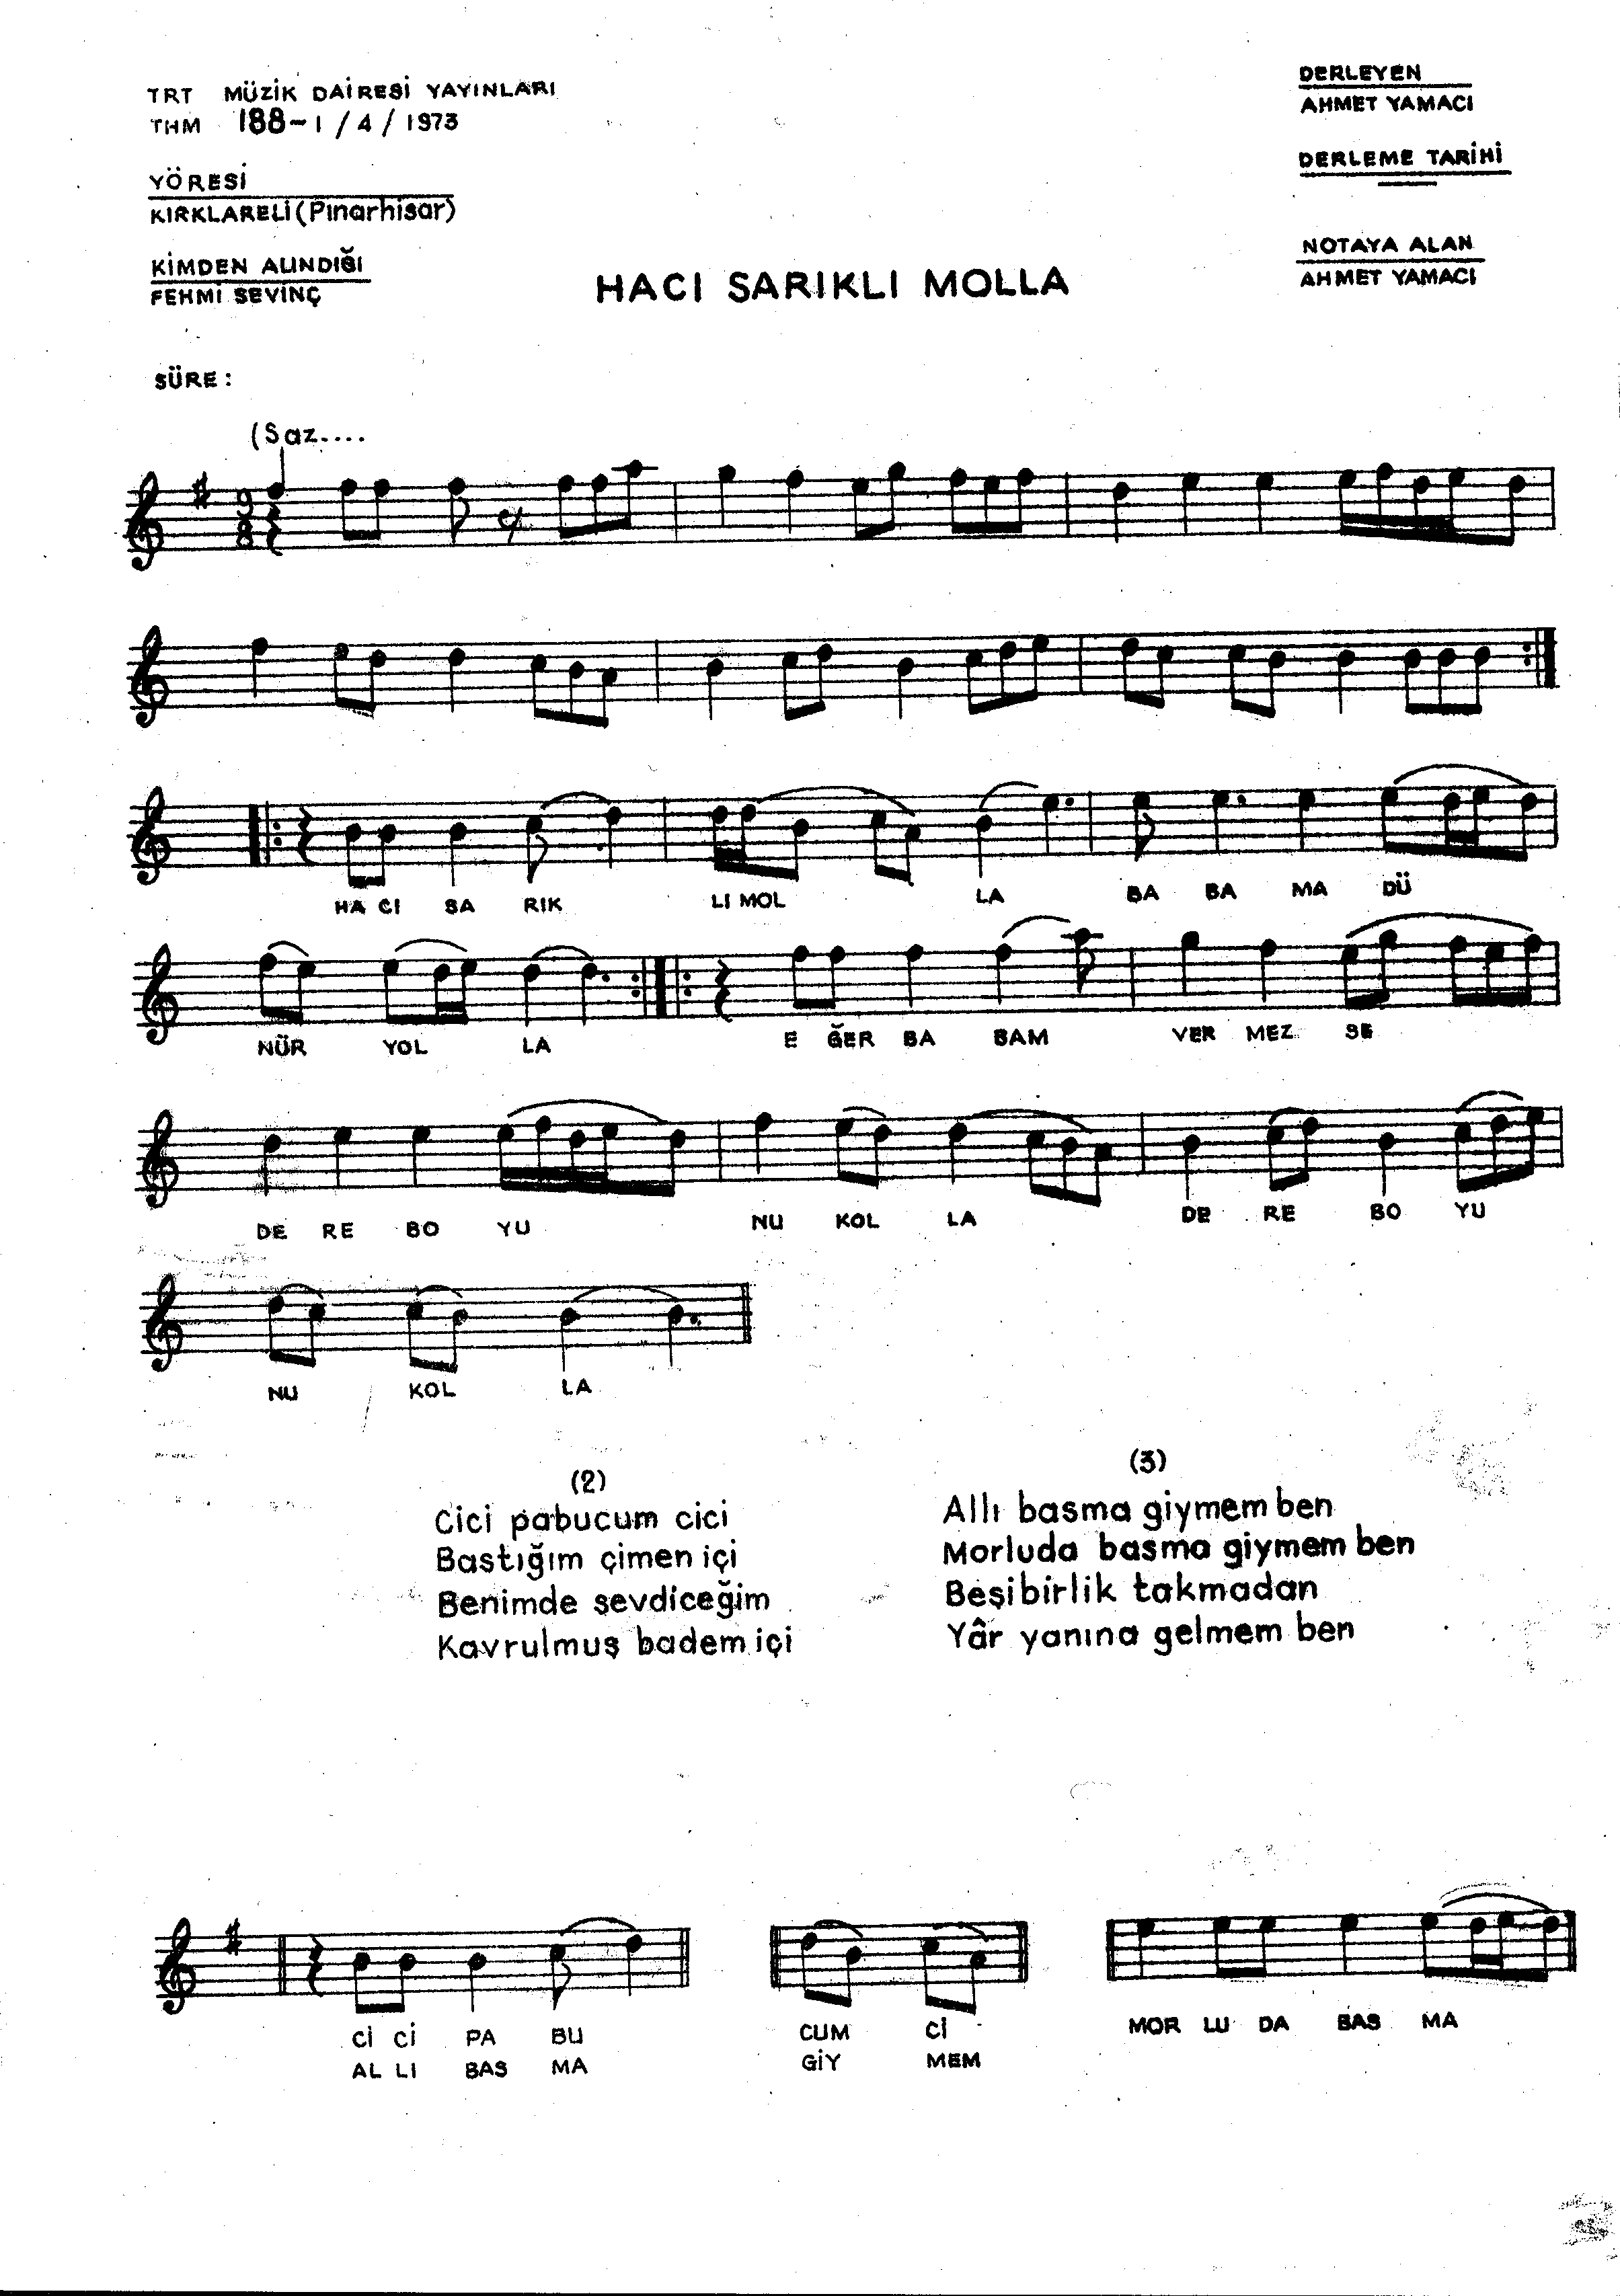 TRT MÜZİK DAİRESİ YAYINLARI
THM 188-1/4/1973
YÖRESİ
KIRKLARELİ (Pınarhisar)
KİMDEN ALINDIĞI
FEHMİ SEVİNÇ
DERLEYEN
AHMET YAMACI
DERLEME TARİHİ
NOTAYA ALAN
AHMET YAMACI
HACI SARIKLI MOLLA
SÜRE:
(Saz....
9
8
HA CI SA RIK LI MOL LA BA BA MA DÜ
NÜR YOL LA E ĞER BA BAM VER MEZ SE
DE RE BO YU NU KOL LA DE RE BO YU
NU KOL LA
(2)
Cici pabucum cici
Bastığım çimen içi
Benimde sevdiceğim
Kavrulmuş badem içi
(3)
Allı basma giymem ben
Morluda basma giymem ben
Beşibirlik takmadan
Yâr yanına gelmem ben
Cİ Cİ PA BU CUM Cİ MOR LU DA BAS MA
AL LI BAS MA GİY MEM